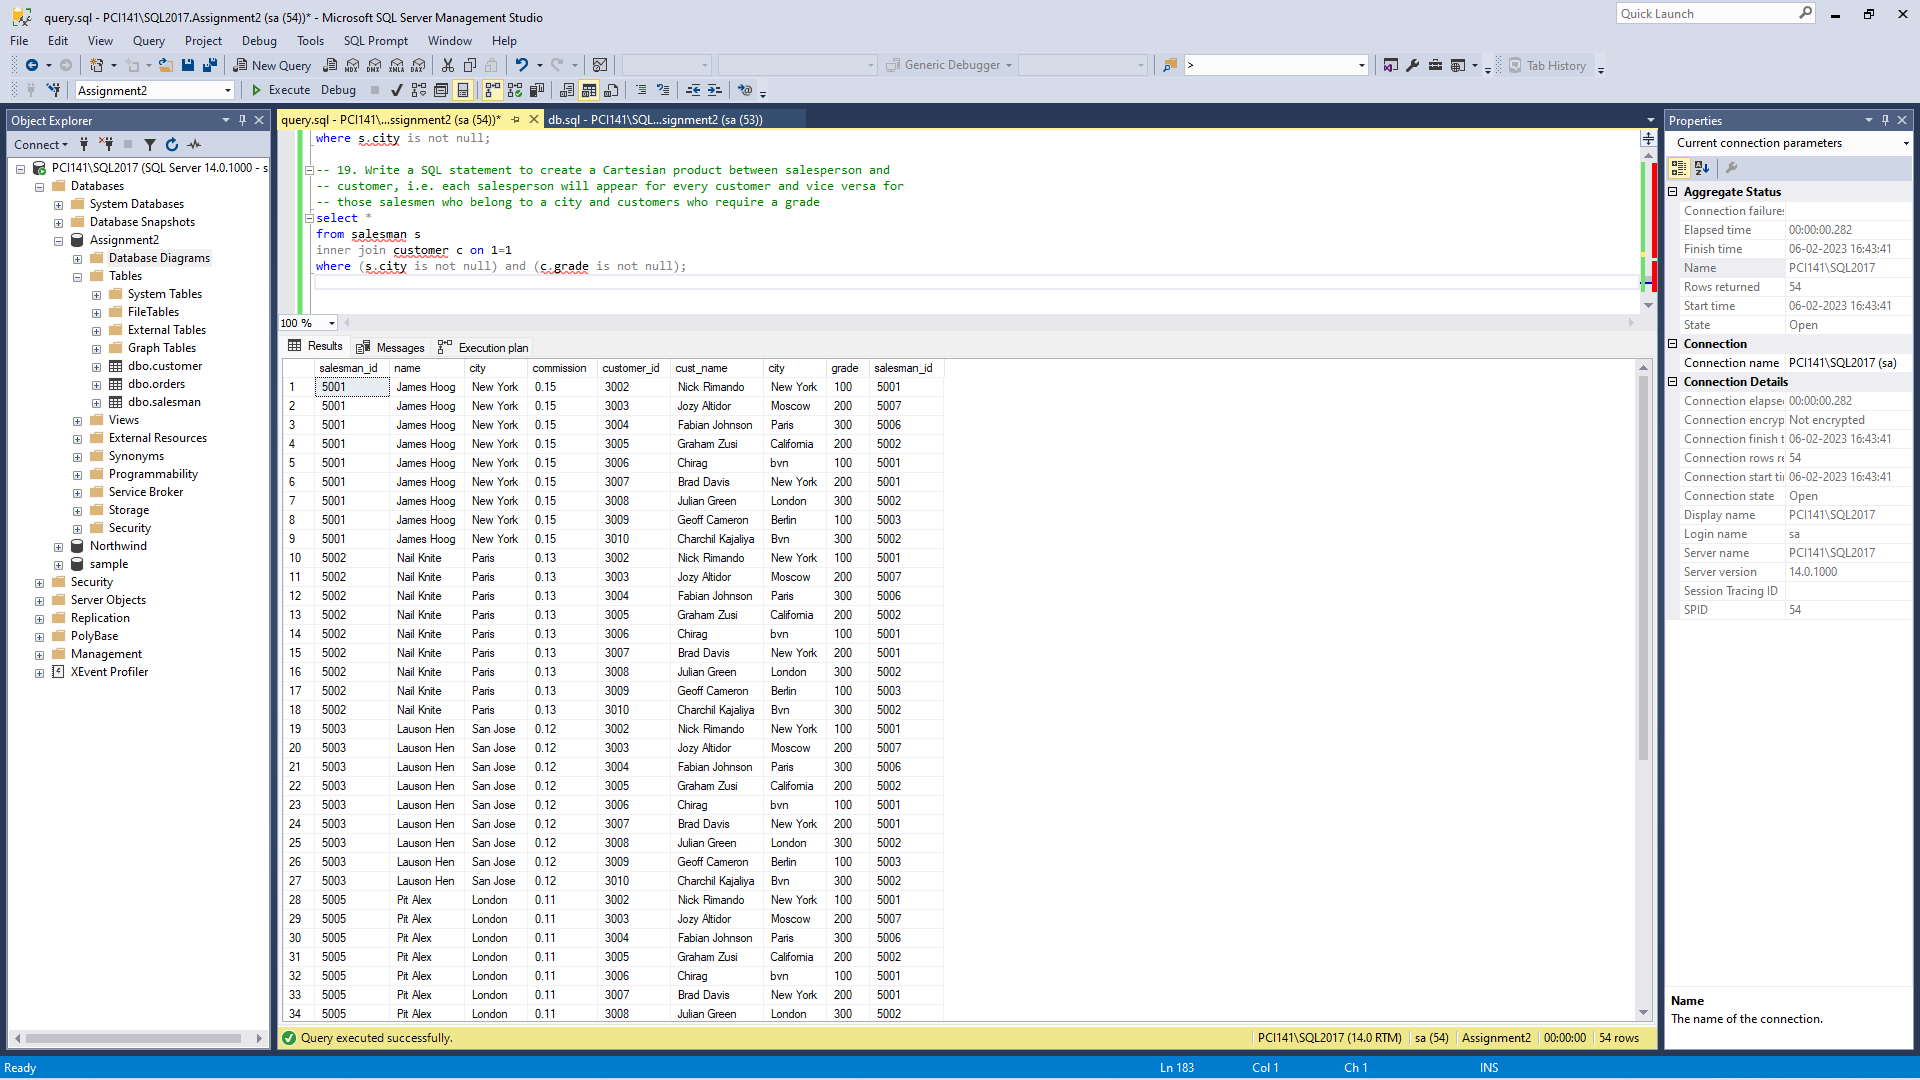 query.sql - PCI141\SQL2017.Assignment2 (sa (54))* - Microsoft SQL Server Management Studio
Quick Launch
File Edit View Query Project Debug Tools SQL Prompt Window Help
New Query MDX DMX XMLA DAX Generic Debugger > Tab History
Assignment2 Execute Debug
Object Explorer
Connect
PCI141\SQL2017 (SQL Server 14.0.1000 - s
Databases
System Databases
Database Snapshots
Assignment2
Database Diagrams
Tables
System Tables
FileTables
External Tables
Graph Tables
dbo.customer
dbo.orders
dbo.salesman
Views
External Resources
Synonyms
Programmability
Service Broker
Storage
Security
Northwind
sample
Security
Server Objects
Replication
PolyBase
Management
XEvent Profiler
query.sql - PCI141\...ssignment2 (sa (54))* db.sql - PCI141\SQL...signment2 (sa (53))
where s.city is not null;
-- 19. Write a SQL statement to create a Cartesian product between salesperson and
-- customer, i.e. each salesperson will appear for every customer and vice versa for
-- those salesmen who belong to a city and customers who require a grade
select *
from salesman s
inner join customer c on 1=1
where (s.city is not null) and (c.grade is not null);
100 %
Results Messages Execution plan
salesman_id name city commission customer_id cust_name city grade salesman_id
1 5001 James Hoog New York 0.15 3002 Nick Rimando New York 100 5001
2 5001 James Hoog New York 0.15 3003 Jozy Altidor Moscow 200 5007
3 5001 James Hoog New York 0.15 3004 Fabian Johnson Paris 300 5006
4 5001 James Hoog New York 0.15 3005 Graham Zusi California 200 5002
5 5001 James Hoog New York 0.15 3006 Chirag bvn 100 5001
6 5001 James Hoog New York 0.15 3007 Brad Davis New York 200 5001
7 5001 James Hoog New York 0.15 3008 Julian Green London 300 5002
8 5001 James Hoog New York 0.15 3009 Geoff Cameron Berlin 100 5003
9 5001 James Hoog New York 0.15 3010 Charchil Kajaliya Bvn 300 5002
10 5002 Nail Knite Paris 0.13 3002 Nick Rimando New York 100 5001
11 5002 Nail Knite Paris 0.13 3003 Jozy Altidor Moscow 200 5007
12 5002 Nail Knite Paris 0.13 3004 Fabian Johnson Paris 300 5006
13 5002 Nail Knite Paris 0.13 3005 Graham Zusi California 200 5002
14 5002 Nail Knite Paris 0.13 3006 Chirag bvn 100 5001
15 5002 Nail Knite Paris 0.13 3007 Brad Davis New York 200 5001
16 5002 Nail Knite Paris 0.13 3008 Julian Green London 300 5002
17 5002 Nail Knite Paris 0.13 3009 Geoff Cameron Berlin 100 5003
18 5002 Nail Knite Paris 0.13 3010 Charchil Kajaliya Bvn 300 5002
19 5003 Lauson Hen San Jose 0.12 3002 Nick Rimando New York 100 5001
20 5003 Lauson Hen San Jose 0.12 3003 Jozy Altidor Moscow 200 5007
21 5003 Lauson Hen San Jose 0.12 3004 Fabian Johnson Paris 300 5006
22 5003 Lauson Hen San Jose 0.12 3005 Graham Zusi California 200 5002
23 5003 Lauson Hen San Jose 0.12 3006 Chirag bvn 100 5001
24 5003 Lauson Hen San Jose 0.12 3007 Brad Davis New York 200 5001
25 5003 Lauson Hen San Jose 0.12 3008 Julian Green London 300 5002
26 5003 Lauson Hen San Jose 0.12 3009 Geoff Cameron Berlin 100 5003
27 5003 Lauson Hen San Jose 0.12 3010 Charchil Kajaliya Bvn 300 5002
28 5005 Pit Alex London 0.11 3002 Nick Rimando New York 100 5001
29 5005 Pit Alex London 0.11 3003 Jozy Altidor Moscow 200 5007
30 5005 Pit Alex London 0.11 3004 Fabian Johnson Paris 300 5006
31 5005 Pit Alex London 0.11 3005 Graham Zusi California 200 5002
32 5005 Pit Alex London 0.11 3006 Chirag bvn 100 5001
33 5005 Pit Alex London 0.11 3007 Brad Davis New York 200 5001
34 5005 Pit Alex London 0.11 3008 Julian Green London 300 5002
Query executed successfully. PCI141\SQL2017 (14.0 RTM) sa (54) Assignment2 00:00:00 54 rows
Properties
Current connection parameters
Aggregate Status
Connection failures
Elapsed time 00:00:00.282
Finish time 06-02-2023 16:43:41
Name PCI141\SQL2017
Rows returned 54
Start time 06-02-2023 16:43:41
State Open
Connection
Connection name PCI141\SQL2017 (sa)
Connection Details
Connection elapse 00:00:00.282
Connection encryp Not encrypted
Connection finish t 06-02-2023 16:43:41
Connection rows re 54
Connection start ti 06-02-2023 16:43:41
Connection state Open
Display name PCI141\SQL2017
Login name sa
Server name PCI141\SQL2017
Server version 14.0.1000
Session Tracing ID
SPID 54
Name
The name of the connection.
Ready Ln 183 Col 1 Ch 1 INS